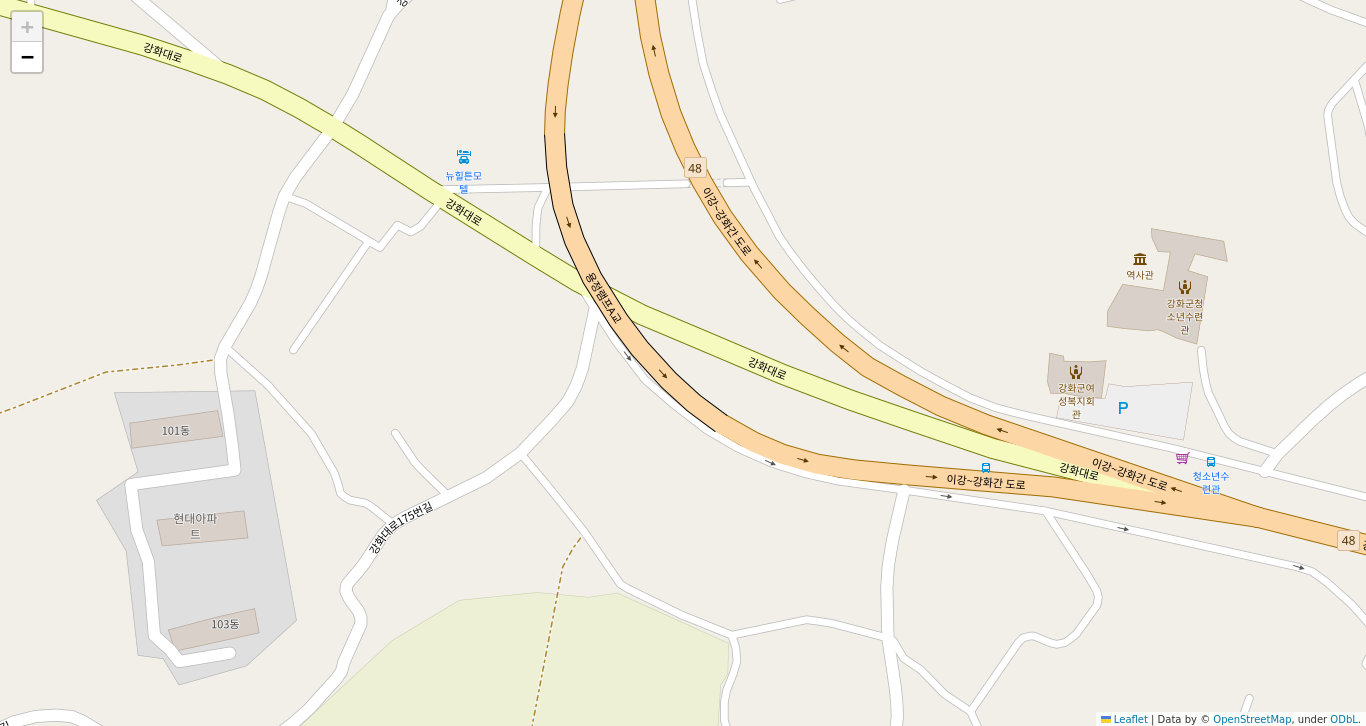 +
−
강화대로
48
뉴힐튼모
텔
강화대로
이강~강화간 도로
역사관
용정램프A교
강화군청
소년수련
관
강화대로
강화군여
성복지회
관
P
101동
이강~강화간 도로
강화대로
청소년수
련관
이강~강화간 도로
현대아파
트
강화대로175번길
48
103동
Leaflet | Data by © OpenStreetMap, under ODbL.